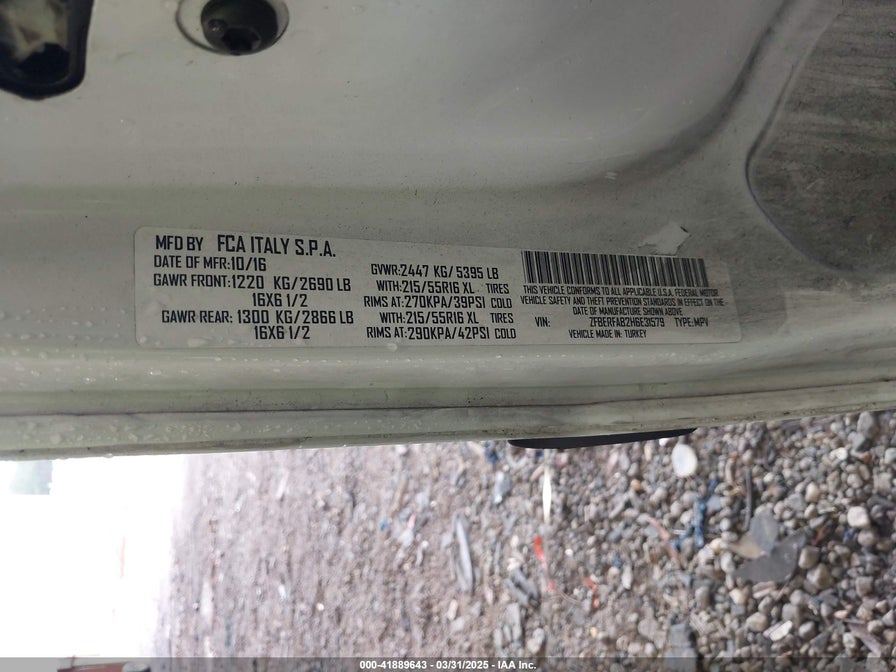 MFD BY FCA ITALY S.P.A.
DATE OF MFR:10/16
GAWR FRONT:1220 KG/2690 LB
16X6 1/2
GAWR REAR: 1300 KG/2866 LB
16X6 1/2
GVWR:2447 KG/5395 LB
WITH:215/55R16 XL TIRES
RIMS AT:270KPA/39PSI COLD
WITH:215/55R16 XL TIRES
RIMS AT:290KPA/42PSI COLD
THIS VEHICLE CONFORMS TO ALL APPLICABLE U.S.A. FEDERAL MOTOR
VEHICLE SAFETY AND THEFT PREVENTION STANDARDS IN EFFECT ON THE
DATE OF MANUFACTURE SHOWN ABOVE
VIN: ZFBERFAB2H6E31579 TYPE:MPV
VEHICLE MADE IN: TURKEY
000-41889643 - 03/31/2025 - IAA Inc.